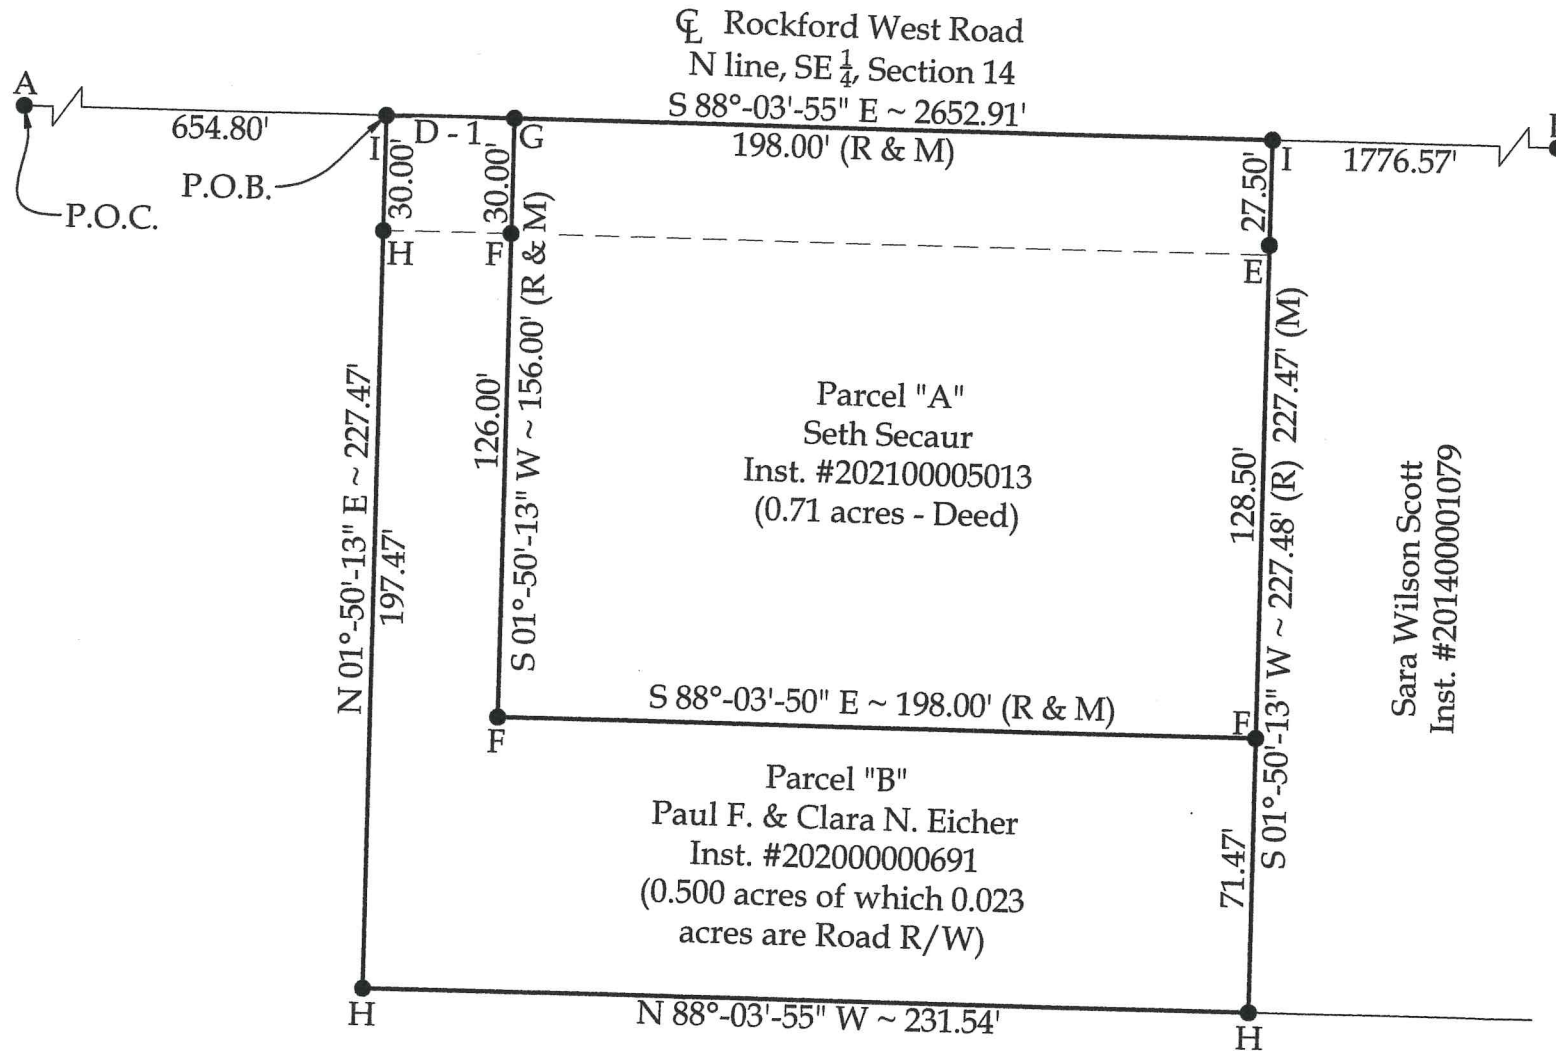 ℄ Rockford West Road
N line, SE 1/4, Section 14
S 88°-03'-55" E ~ 2652.91'
A
654.80'
D - 1
G
198.00' (R & M)
I
1776.57'
I
P.O.B.
P.O.C.
30.00'
30.00'
27.50'
H
F
E
S 01°-50'-13" W ~ 156.00' (R & M)
126.00'
N 01°-50'-13" E ~ 227.47'
197.47'
Parcel "A"
Seth Secaur
Inst. #202100005013
(0.71 acres - Deed)
128.50'
S 01°-50'-13" W ~ 227.48' (R) 227.47' (M)
Sara Wilson Scott
Inst. #201400001079
S 88°-03'-50" E ~ 198.00' (R & M)
F
F
Parcel "B"
Paul F. & Clara N. Eicher
Inst. #202000000691
(0.500 acres of which 0.023
acres are Road R/W)
71.47'
H
N 88°-03'-55" W ~ 231.54'
H